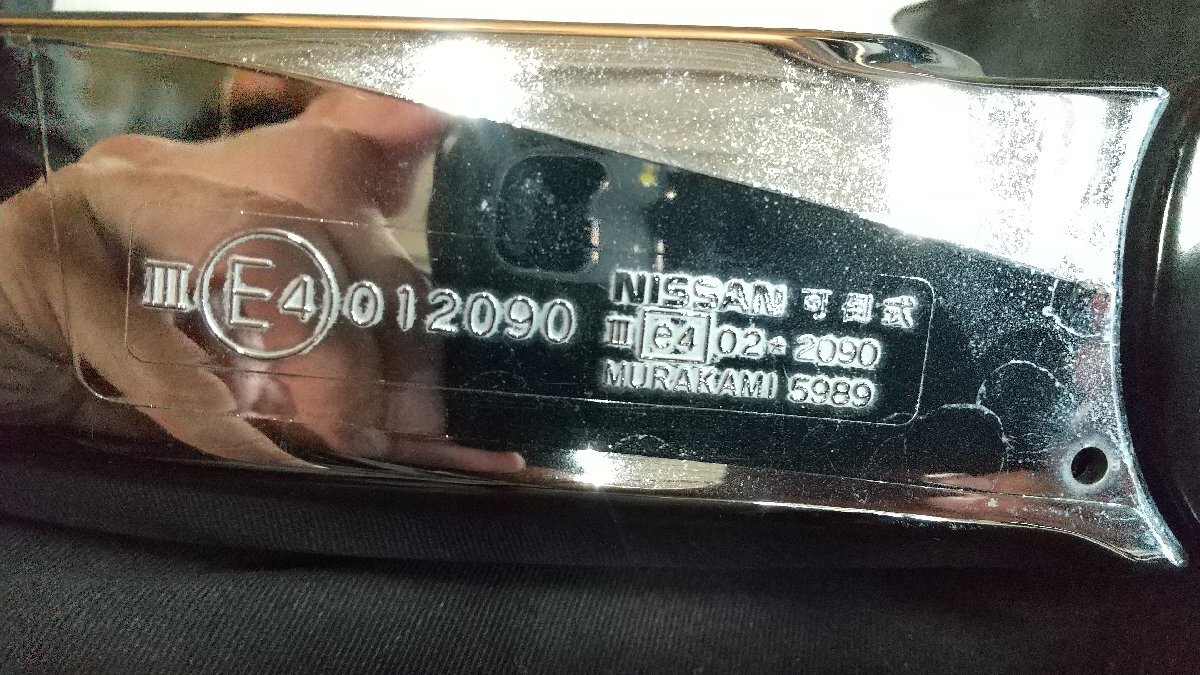 III E4 012090
NISSAN 可倒式
III e4 02*2090
MURAKAMI 5989